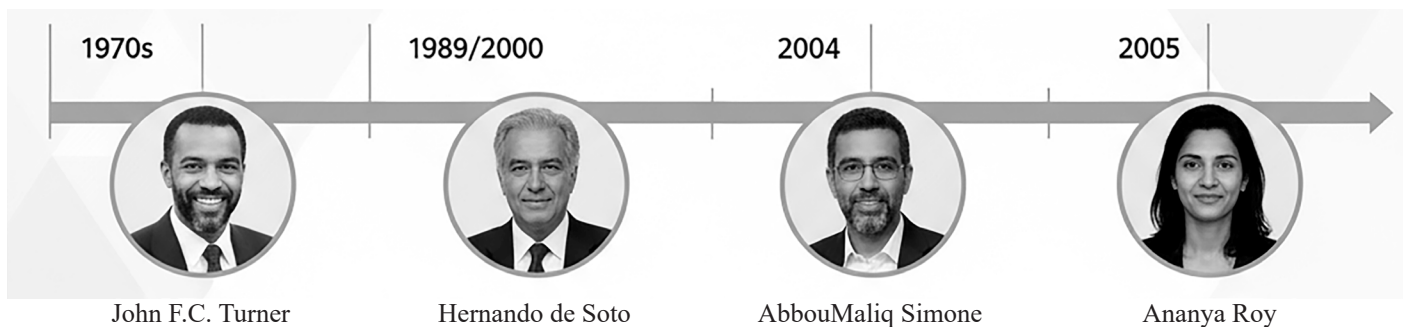 1970s 1989/2000 2004 2005
John F.C. Turner Hernando de Soto AbbouMaliq Simone Ananya Roy